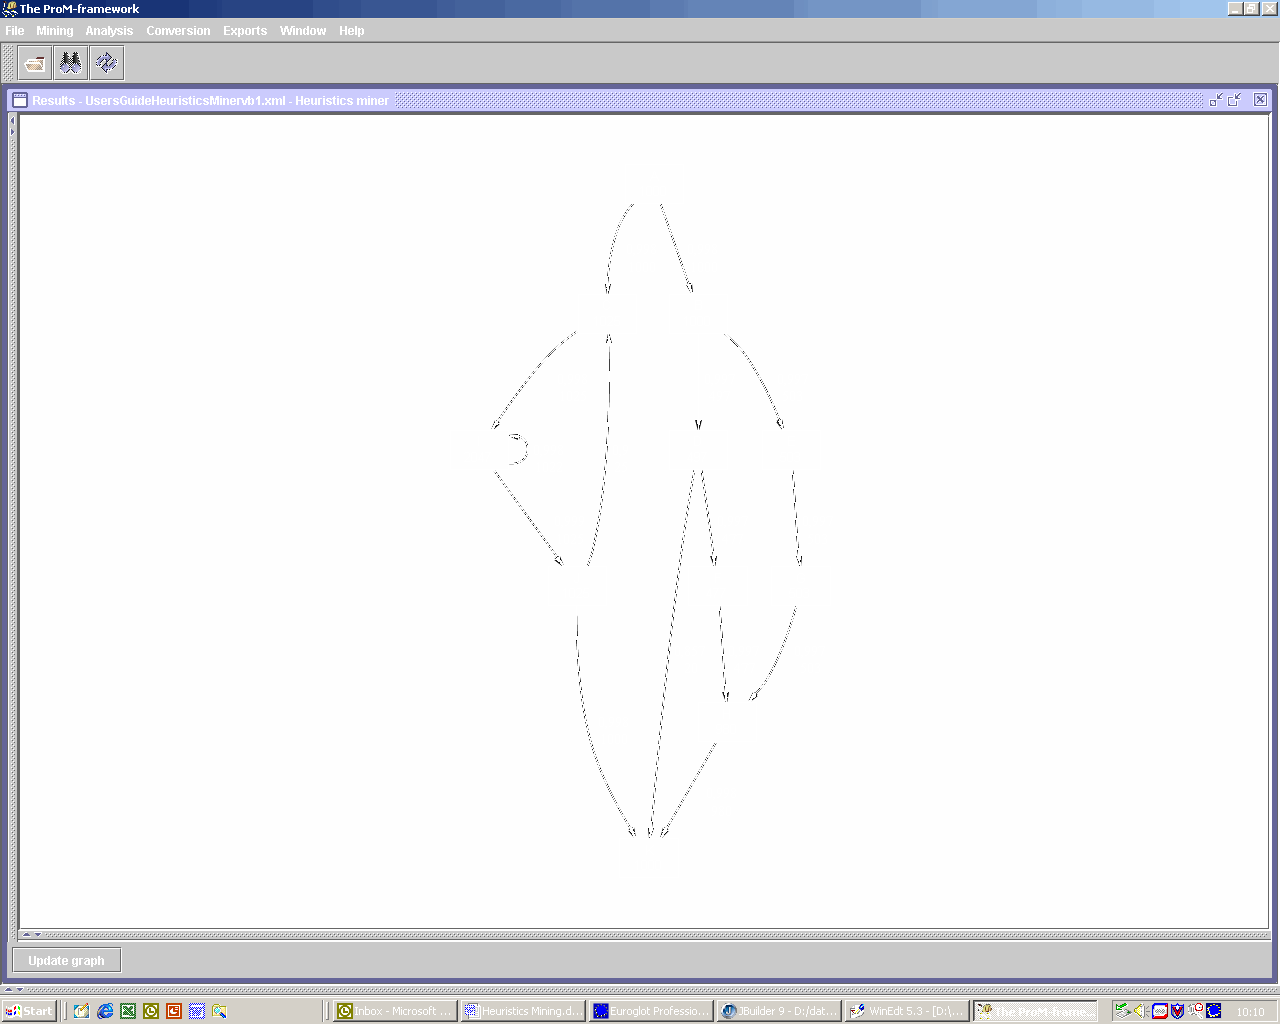 The ProM-framework
File Mining Analysis Conversion Exports Window Help
Results - UsersGuideHeuristicsMinervb1.xml - Heuristics miner
Update graph
Start Inbox - Microsoft ... Heuristics Mining.d... Euroglot Professio... JBuilder 9 - D:/dat... WinEdt 5.3 - [D:\... The ProM-frame... 10:10